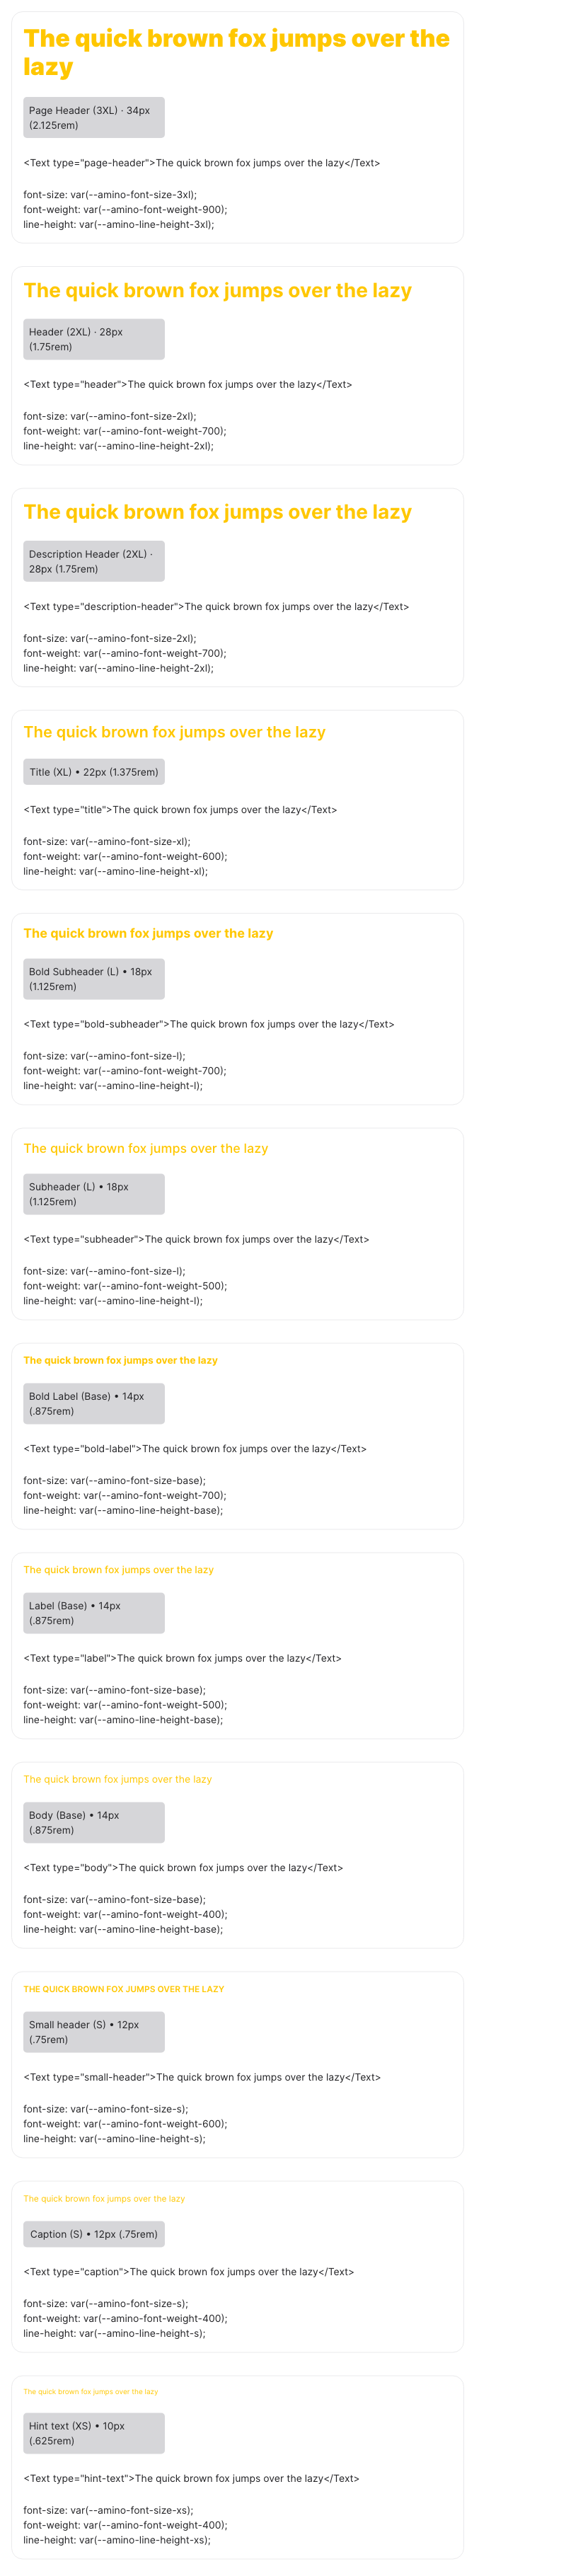 The quick brown fox jumps over the
lazy
Page Header (3XL) · 34px
(2.125rem)
<Text type="page-header">The quick brown fox jumps over the lazy</Text>
font-size: var(--amino-font-size-3xl);
font-weight: var(--amino-font-weight-900);
line-height: var(--amino-line-height-3xl);
The quick brown fox jumps over the lazy
Header (2XL) · 28px
(1.75rem)
<Text type="header">The quick brown fox jumps over the lazy</Text>
font-size: var(--amino-font-size-2xl);
font-weight: var(--amino-font-weight-700);
line-height: var(--amino-line-height-2xl);
The quick brown fox jumps over the lazy
Description Header (2XL) ·
28px (1.75rem)
<Text type="description-header">The quick brown fox jumps over the lazy</Text>
font-size: var(--amino-font-size-2xl);
font-weight: var(--amino-font-weight-700);
line-height: var(--amino-line-height-2xl);
The quick brown fox jumps over the lazy
Title (XL) • 22px (1.375rem)
<Text type="title">The quick brown fox jumps over the lazy</Text>
font-size: var(--amino-font-size-xl);
font-weight: var(--amino-font-weight-600);
line-height: var(--amino-line-height-xl);
The quick brown fox jumps over the lazy
Bold Subheader (L) • 18px
(1.125rem)
<Text type="bold-subheader">The quick brown fox jumps over the lazy</Text>
font-size: var(--amino-font-size-l);
font-weight: var(--amino-font-weight-700);
line-height: var(--amino-line-height-l);
The quick brown fox jumps over the lazy
Subheader (L) • 18px
(1.125rem)
<Text type="subheader">The quick brown fox jumps over the lazy</Text>
font-size: var(--amino-font-size-l);
font-weight: var(--amino-font-weight-500);
line-height: var(--amino-line-height-l);
The quick brown fox jumps over the lazy
Bold Label (Base) • 14px
(.875rem)
<Text type="bold-label">The quick brown fox jumps over the lazy</Text>
font-size: var(--amino-font-size-base);
font-weight: var(--amino-font-weight-700);
line-height: var(--amino-line-height-base);
The quick brown fox jumps over the lazy
Label (Base) • 14px
(.875rem)
<Text type="label">The quick brown fox jumps over the lazy</Text>
font-size: var(--amino-font-size-base);
font-weight: var(--amino-font-weight-500);
line-height: var(--amino-line-height-base);
The quick brown fox jumps over the lazy
Body (Base) • 14px
(.875rem)
<Text type="body">The quick brown fox jumps over the lazy</Text>
font-size: var(--amino-font-size-base);
font-weight: var(--amino-font-weight-400);
line-height: var(--amino-line-height-base);
THE QUICK BROWN FOX JUMPS OVER THE LAZY
Small header (S) • 12px
(.75rem)
<Text type="small-header">The quick brown fox jumps over the lazy</Text>
font-size: var(--amino-font-size-s);
font-weight: var(--amino-font-weight-600);
line-height: var(--amino-line-height-s);
The quick brown fox jumps over the lazy
Caption (S) • 12px (.75rem)
<Text type="caption">The quick brown fox jumps over the lazy</Text>
font-size: var(--amino-font-size-s);
font-weight: var(--amino-font-weight-400);
line-height: var(--amino-line-height-s);
The quick brown fox jumps over the lazy
Hint text (XS) • 10px
(.625rem)
<Text type="hint-text">The quick brown fox jumps over the lazy</Text>
font-size: var(--amino-font-size-xs);
font-weight: var(--amino-font-weight-400);
line-height: var(--amino-line-height-xs);